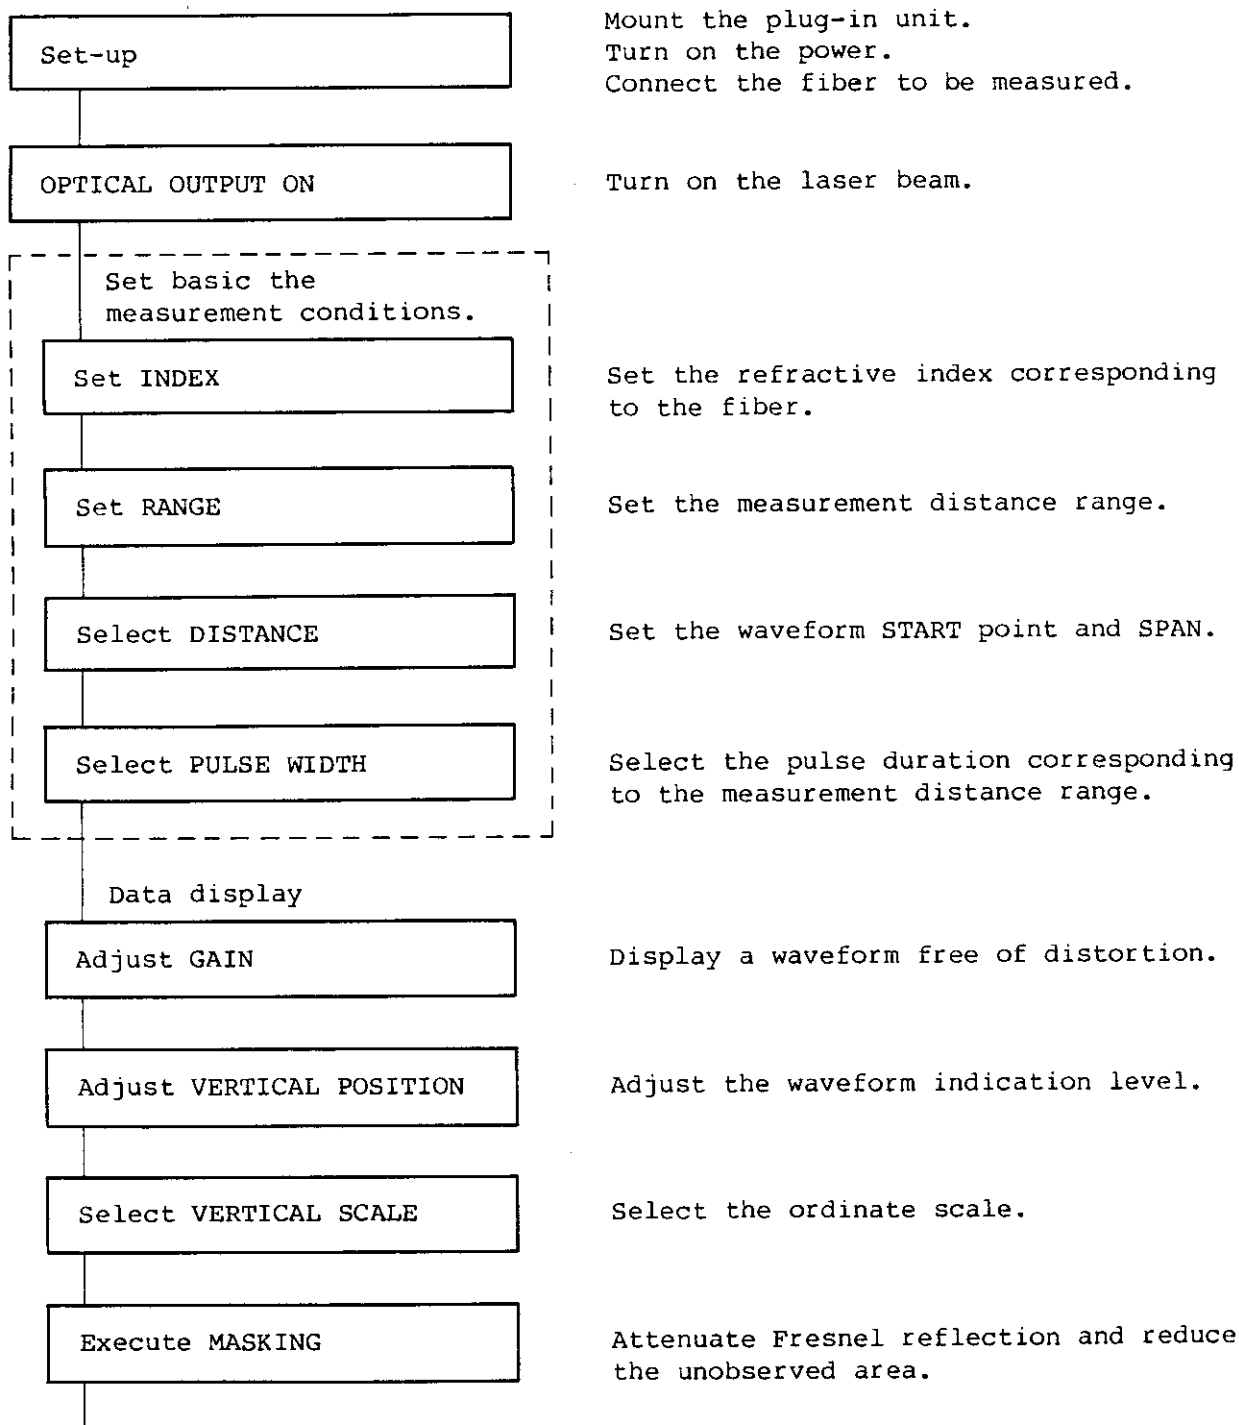 Set-up
Mount the plug-in unit.
Turn on the power.
Connect the fiber to be measured.
OPTICAL OUTPUT ON
Turn on the laser beam.
Set basic the
measurement conditions.
Set INDEX
Set the refractive index corresponding
to the fiber.
Set RANGE
Set the measurement distance range.
Select DISTANCE
Set the waveform START point and SPAN.
Select PULSE WIDTH
Select the pulse duration corresponding
to the measurement distance range.
Data display
Adjust GAIN
Display a waveform free of distortion.
Adjust VERTICAL POSITION
Adjust the waveform indication level.
Select VERTICAL SCALE
Select the ordinate scale.
Execute MASKING
Attenuate Fresnel reflection and reduce
the unobserved area.